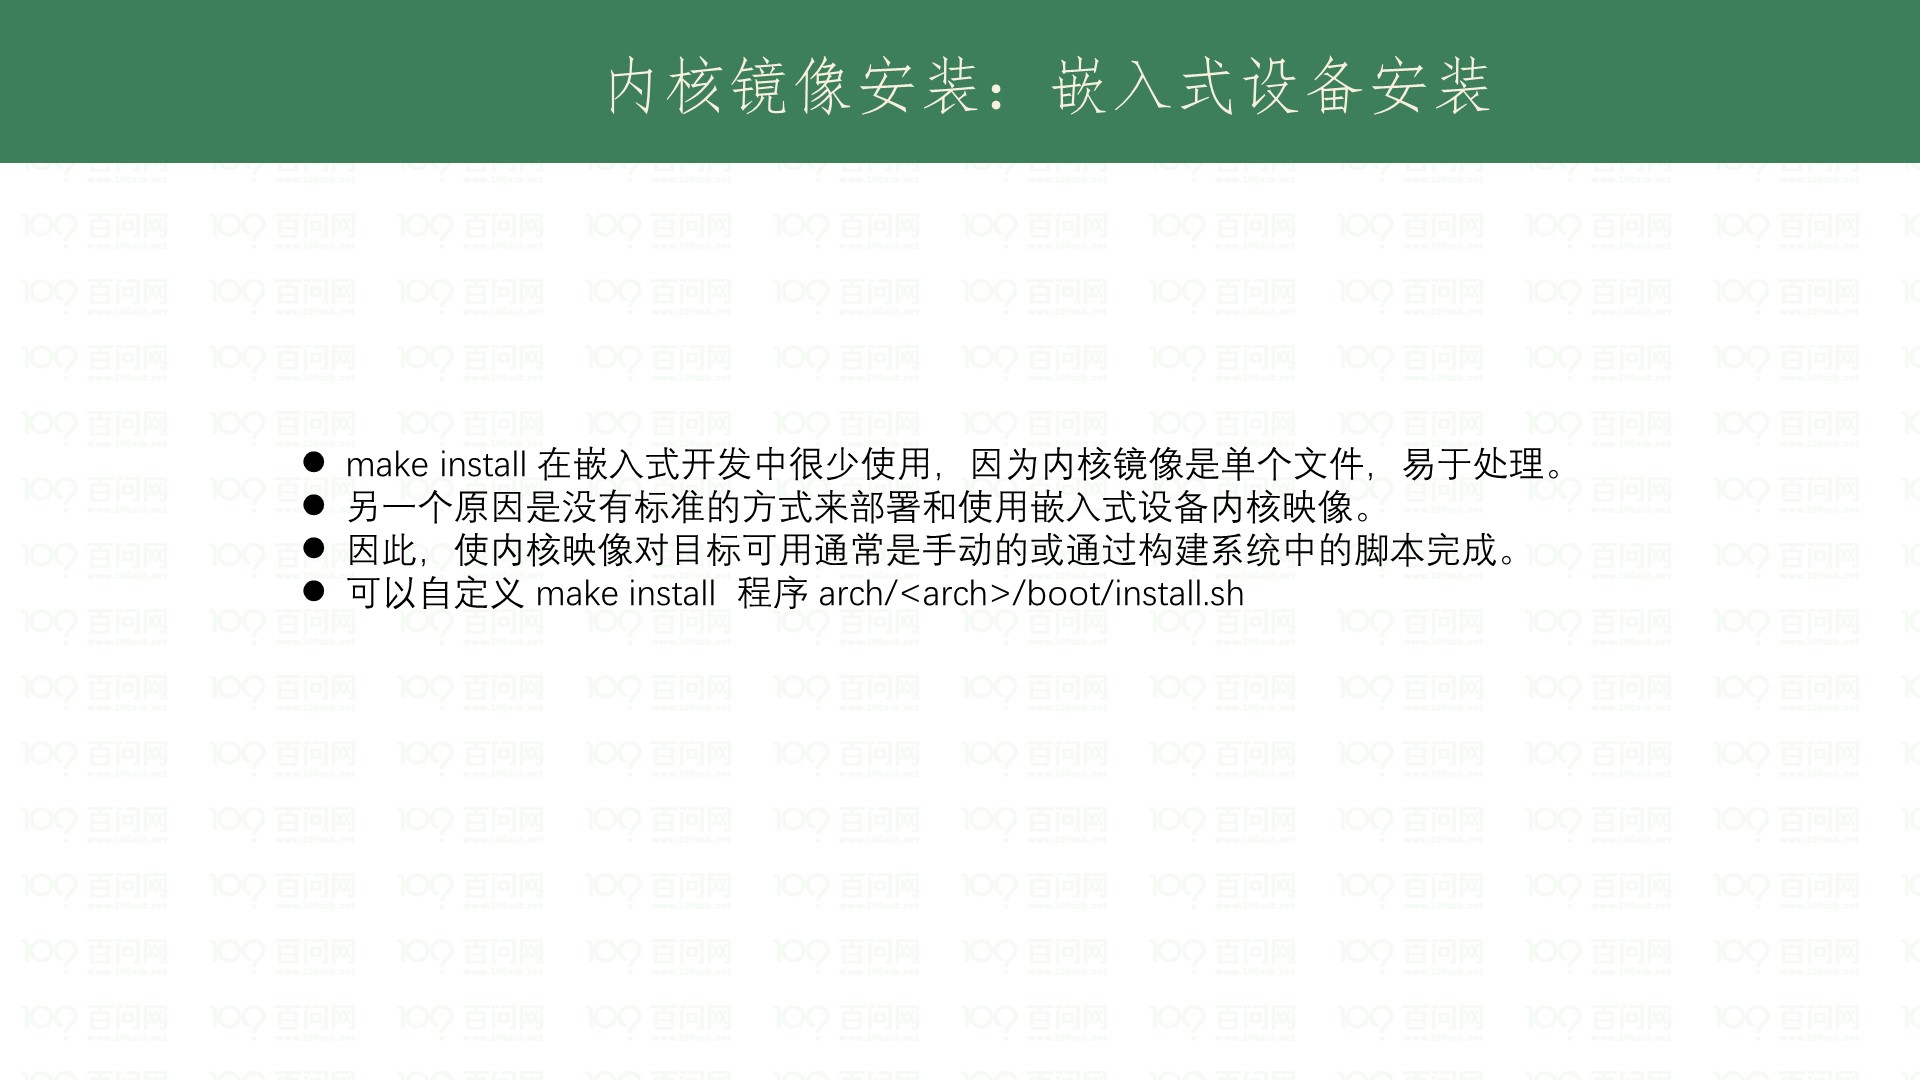 内核镜像安装：嵌入式设备安装
● make install 在嵌入式开发中很少使用，因为内核镜像是单个文件，易于处理。
● 另一个原因是没有标准的方式来部署和使用嵌入式设备内核映像。
● 因此，使内核映像对目标可用通常是手动的或通过构建系统中的脚本完成。
● 可以自定义 make install 程序 arch/<arch>/boot/install.sh
百问网
www.100ask.net